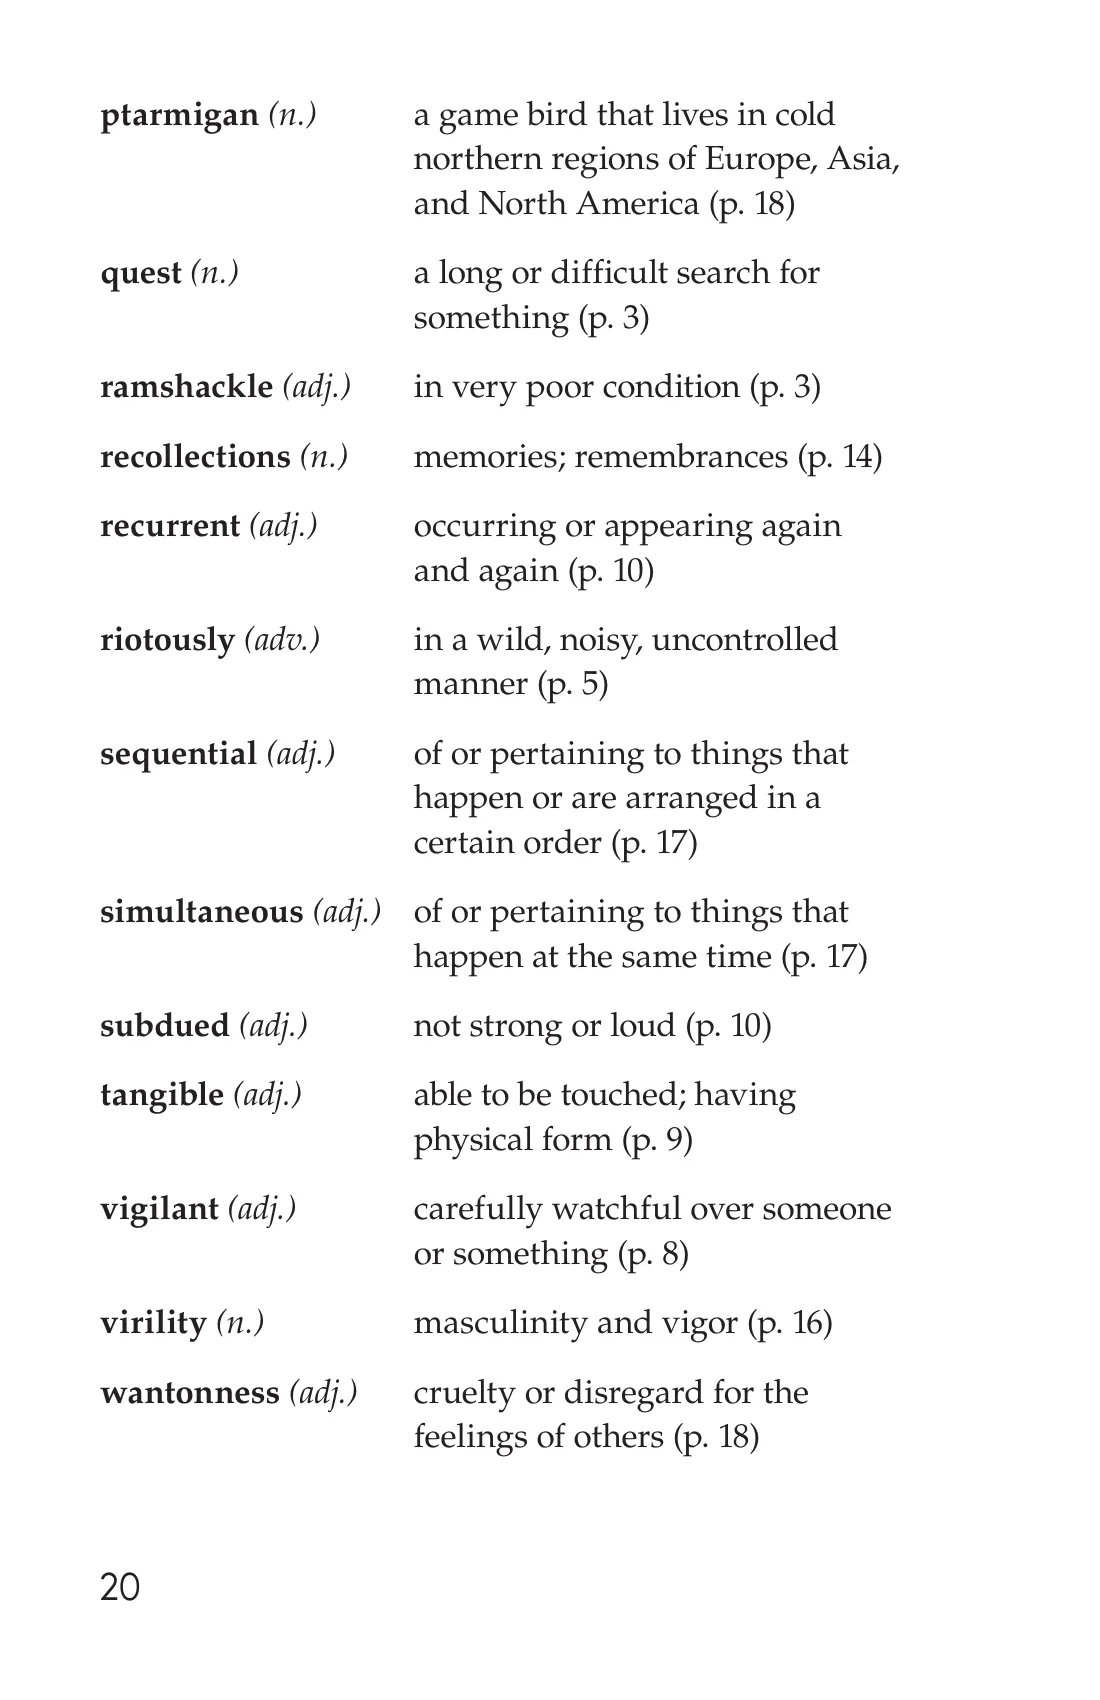 ptarmigan (n.) a game bird that lives in cold
northern regions of Europe, Asia,
and North America (p. 18)
quest (n.) a long or difficult search for
something (p. 3)
ramshackle (adj.) in very poor condition (p. 3)
recollections (n.) memories; remembrances (p. 14)
recurrent (adj.) occurring or appearing again
and again (p. 10)
riotously (adv.) in a wild, noisy, uncontrolled
manner (p. 5)
sequential (adj.) of or pertaining to things that
happen or are arranged in a
certain order (p. 17)
simultaneous (adj.) of or pertaining to things that
happen at the same time (p. 17)
subdued (adj.) not strong or loud (p. 10)
tangible (adj.) able to be touched; having
physical form (p. 9)
vigilant (adj.) carefully watchful over someone
or something (p. 8)
virility (n.) masculinity and vigor (p. 16)
wantonness (adj.) cruelty or disregard for the
feelings of others (p. 18)
20